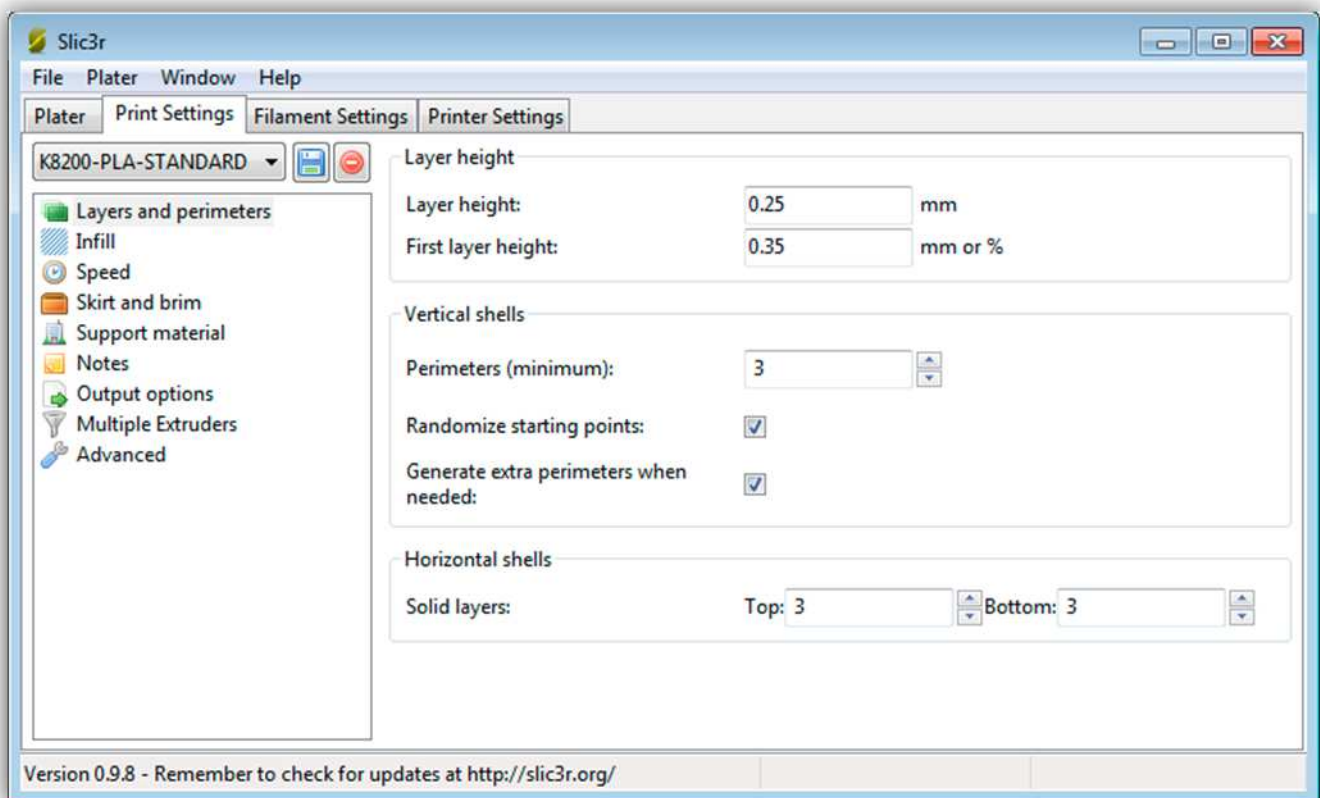 Slic3r
File Plater Window Help
Plater Print Settings Filament Settings Printer Settings
K8200-PLA-STANDARD
Layers and perimeters
Infill
Speed
Skirt and brim
Support material
Notes
Output options
Multiple Extruders
Advanced
Layer height
Layer height: 0.25 mm
First layer height: 0.35 mm or %
Vertical shells
Perimeters (minimum): 3
Randomize starting points:
Generate extra perimeters when
needed:
Horizontal shells
Solid layers: Top: 3 Bottom: 3
Version 0.9.8 - Remember to check for updates at http://slic3r.org/